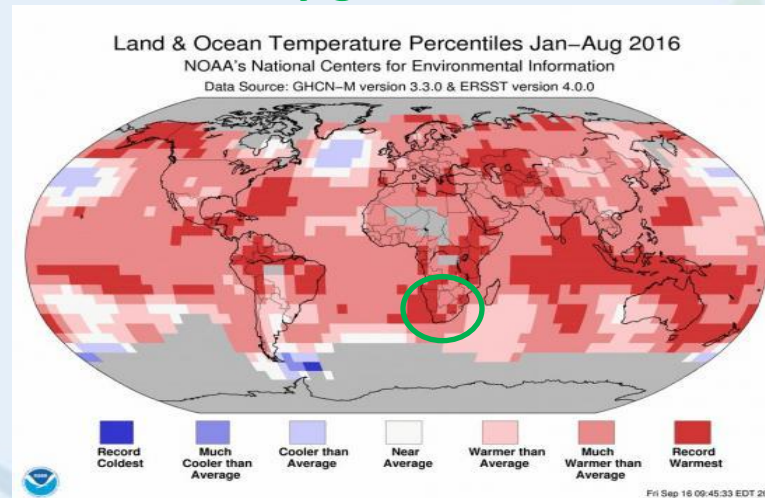 Land & Ocean Temperature Percentiles Jan–Aug 2016
NOAA's National Centers for Environmental Information
Data Source: GHCN–M version 3.3.0 & ERSST version 4.0.0
Record
Coldest
Much
Cooler than
Average
Cooler than
Average
Near
Average
Warmer than
Average
Much
Warmer than
Average
Record
Warmest
Fri Sep 16 09:45:33 EDT